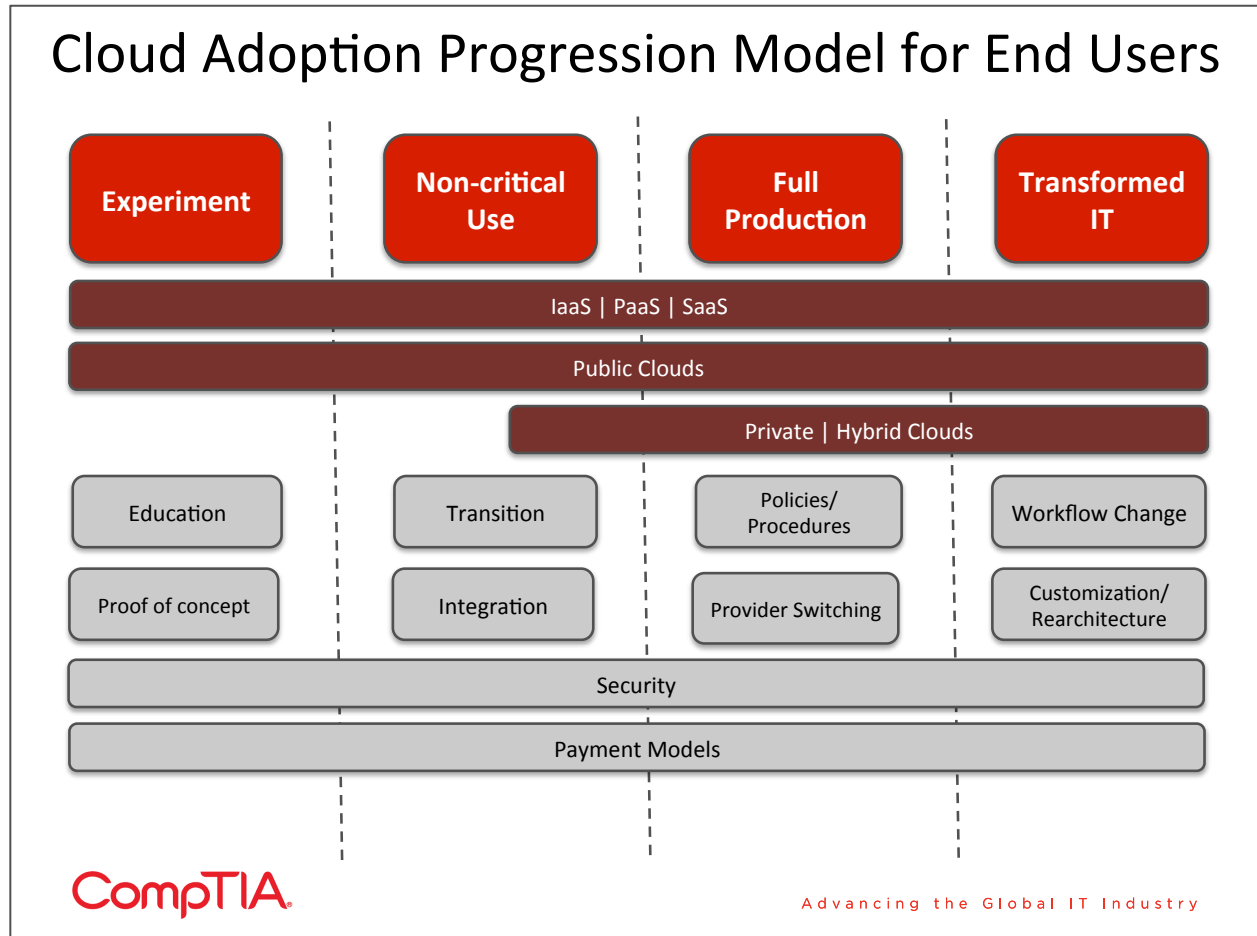 Cloud Adoption Progression Model for End Users
Experiment
Non-critical
Use
Full
Production
Transformed
IT
IaaS | PaaS | SaaS
Public Clouds
Private | Hybrid Clouds
Education
Transition
Policies/
Procedures
Workflow Change
Proof of concept
Integration
Provider Switching
Customization/
Rearchitecture
Security
Payment Models
CompTIA.
Advancing the Global IT Industry